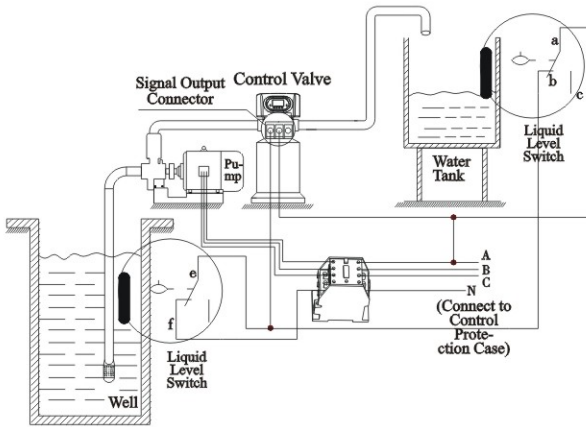 Signal Output
Connector
Control Valve
a
b
c
Liquid
Level
Switch
Water
Tank
Pu-
mp
e
f
Liquid
Level
Switch
Well
A
B
C
N
(Connect to
Control
Prote-
ction Case)